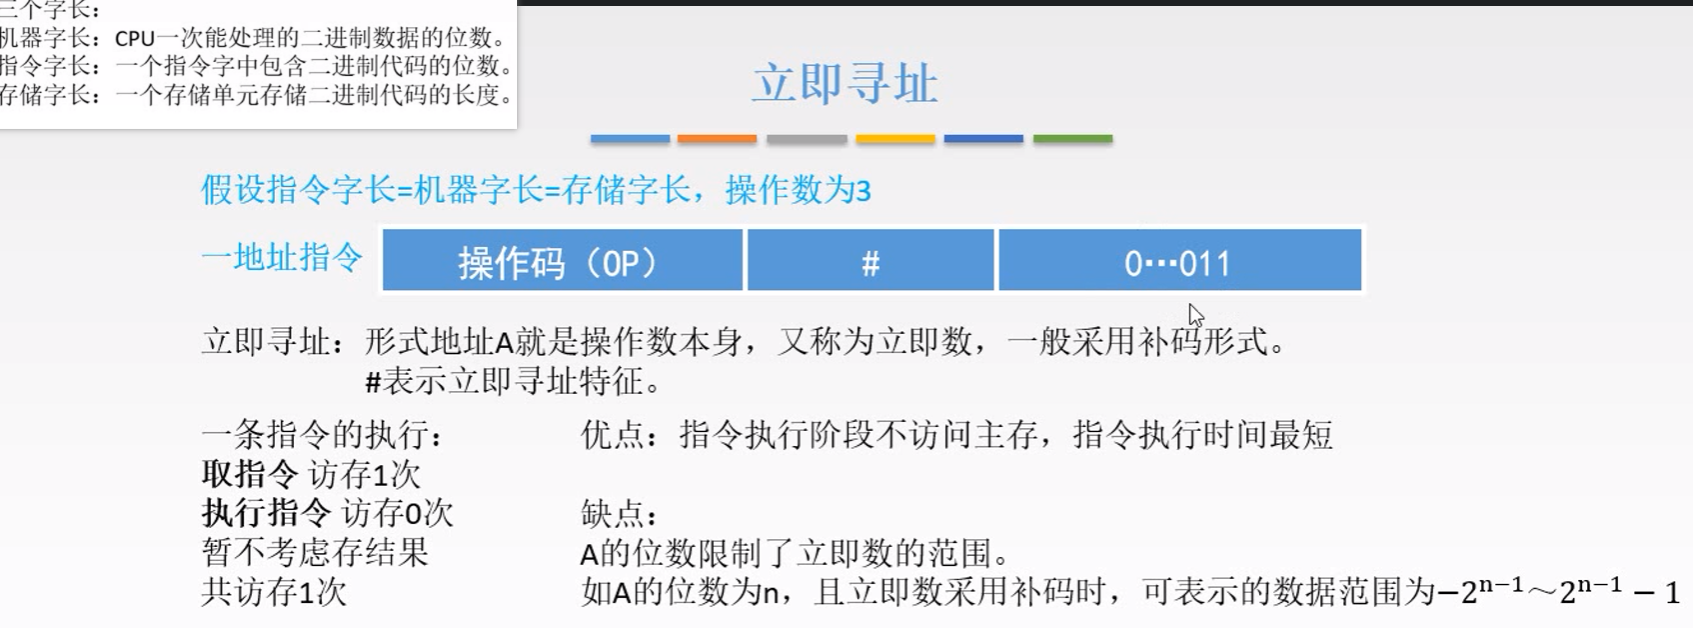 三个字长：
机器字长：CPU一次能处理的二进制数据的位数。
指令字长：一个指令字中包含二进制代码的位数。
存储字长：一个存储单元存储二进制代码的长度。
立即寻址
假设指令字长=机器字长=存储字长，操作数为3
一地址指令 操作码（OP） # 0…011
立即寻址：形式地址A就是操作数本身，又称为立即数，一般采用补码形式。
#表示立即寻址特征。
一条指令的执行：
取指令 访存1次
执行指令 访存0次
暂不考虑存结果
共访存1次
优点：指令执行阶段不访问主存，指令执行时间最短
缺点：
A的位数限制了立即数的范围。
如A的位数为n，且立即数采用补码时，可表示的数据范围为−2ⁿ⁻¹～2ⁿ⁻¹ − 1